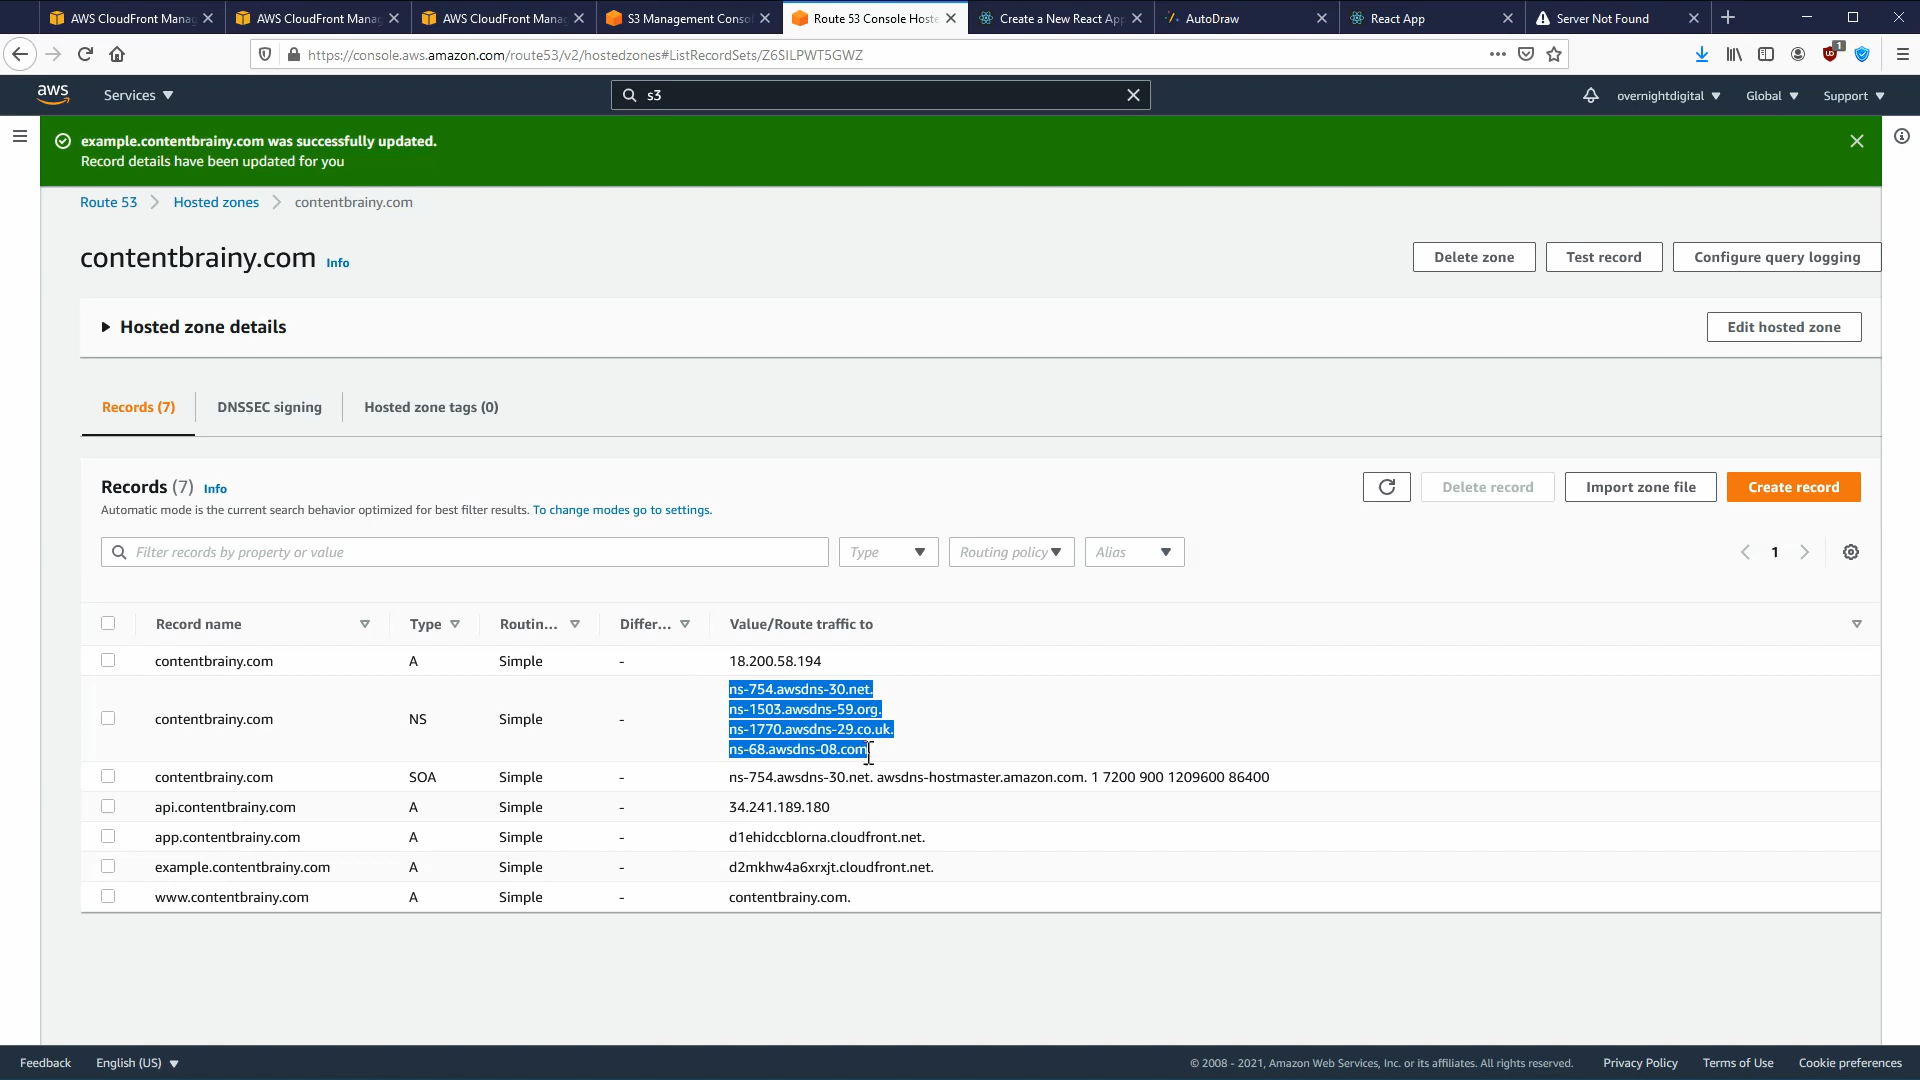 AWS CloudFront Mana
AWS CloudFront Mana
AWS CloudFront Mana
S3 Management Conso
Route 53 Console Hoste
Create a New React App
AutoDraw
React App
Server Not Found
https://console.aws.amazon.com/route53/v2/hostedzones#ListRecordSets/Z6SILPWT5GWZ
1
aws
Services
s3
overnightdigital
Global
Support
example.contentbrainy.com was successfully updated.
Record details have been updated for you
Route 53
Hosted zones
contentbrainy.com
contentbrainy.com Info
Delete zone
Test record
Configure query logging
Hosted zone details
Edit hosted zone
Records (7)
DNSSEC signing
Hosted zone tags (0)
Records (7) Info
Delete record
Import zone file
Create record
Automatic mode is the current search behavior optimized for best filter results. To change modes go to settings.
Filter records by property or value
Type
Routing policy
Alias
1
Record name Type Routin... Differ... Value/Route traffic to
contentbrainy.com A Simple - 18.200.58.194
contentbrainy.com NS Simple - ns-754.awsdns-30.net.
ns-1503.awsdns-59.org.
ns-1770.awsdns-29.co.uk.
ns-68.awsdns-08.com
contentbrainy.com SOA Simple - ns-754.awsdns-30.net. awsdns-hostmaster.amazon.com. 1 7200 900 1209600 86400
api.contentbrainy.com A Simple - 34.241.189.180
app.contentbrainy.com A Simple - d1ehidccblorna.cloudfront.net.
example.contentbrainy.com A Simple - d2mkhw4a6xrxjt.cloudfront.net.
www.contentbrainy.com A Simple - contentbrainy.com.
Feedback
English (US)
© 2008 - 2021, Amazon Web Services, Inc. or its affiliates. All rights reserved.
Privacy Policy
Terms of Use
Cookie preferences